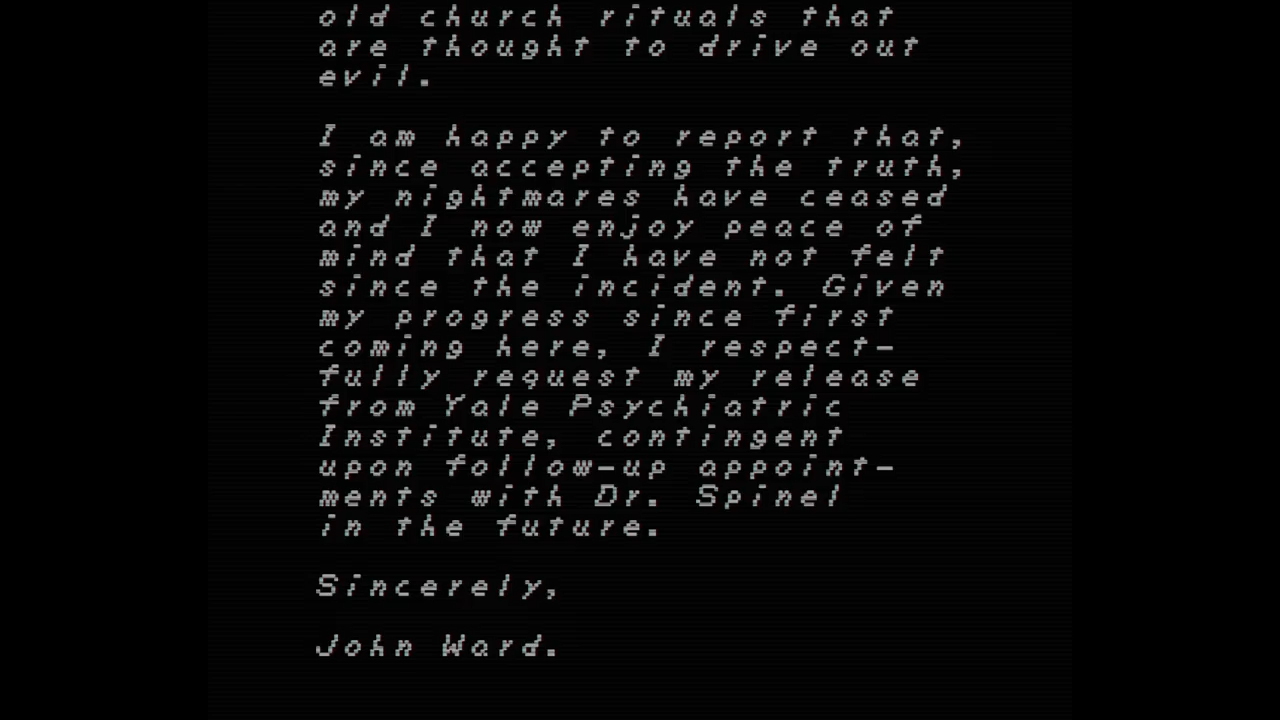 old church rituals that
are thought to drive out
evil.
I am happy to report that,
since accepting the truth,
my nightmares have ceased
and I now enjoy peace of
mind that I have not felt
since the incident. Given
my progress since first
coming here, I respect-
fully request my release
from Yale Psychiatric
Institute, contingent
upon follow-up appoint-
ments with Dr. Spinel
in the future.
Sincerely,
John Ward.